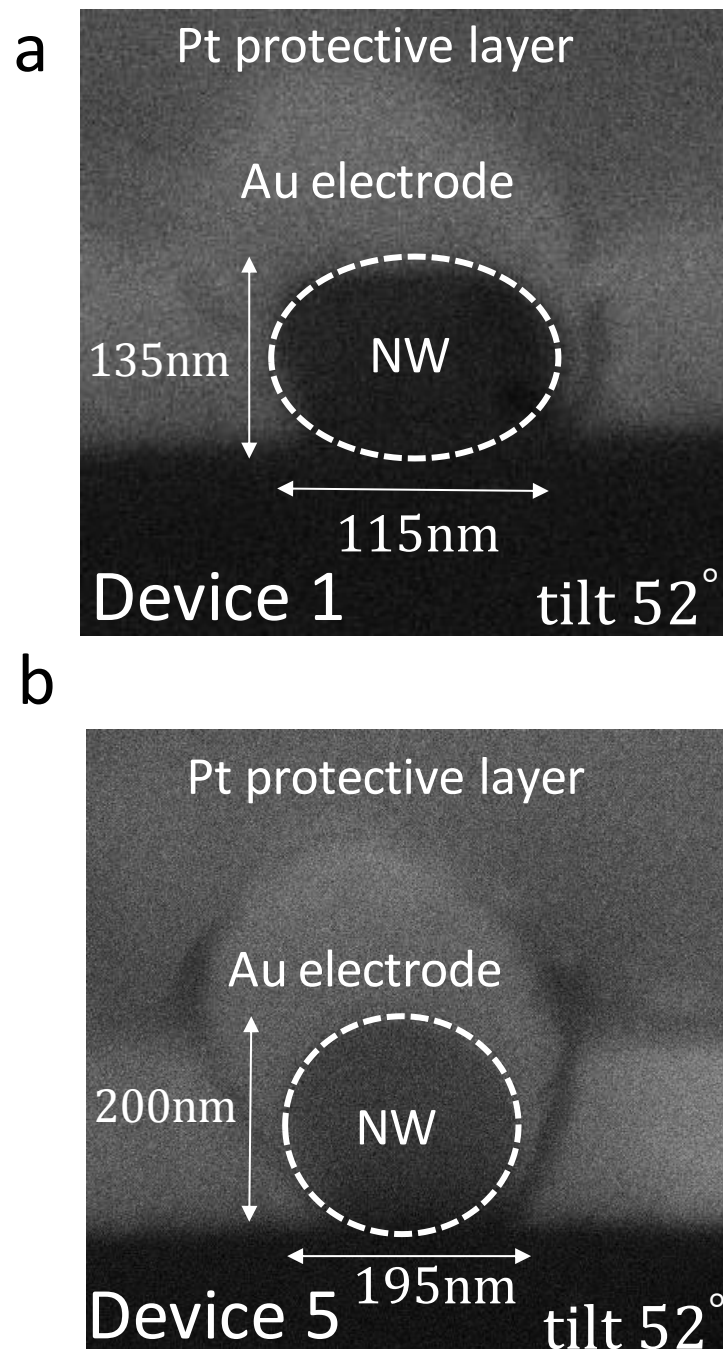 a
Pt protective layer
Au electrode
NW
135nm
115nm
Device 1
tilt 52°
b
Pt protective layer
Au electrode
200nm
NW
195nm
Device 5
tilt 52°